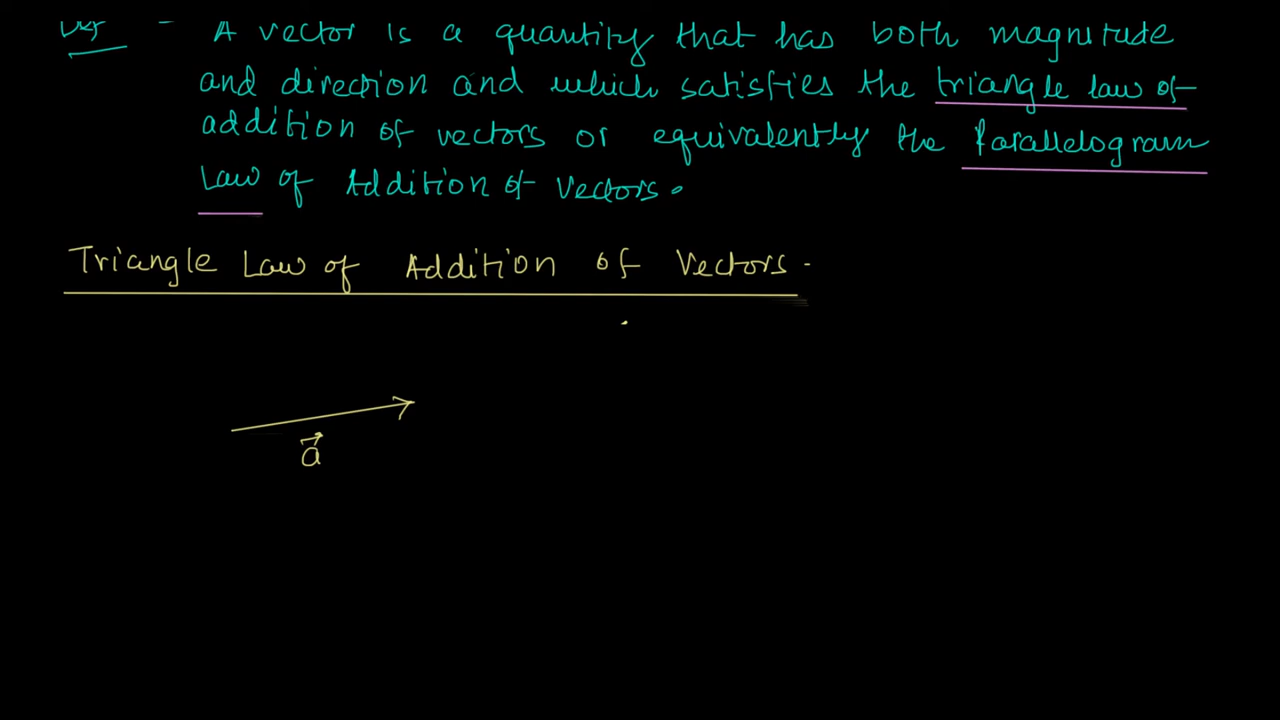 Def - A vector is a quantity that has both magnitude
and direction and which satisfies the triangle law of
addition of vectors or equivalently the Parallelogram
Law of Addition of Vectors.
Triangle Law of Addition of Vectors.
a⃗